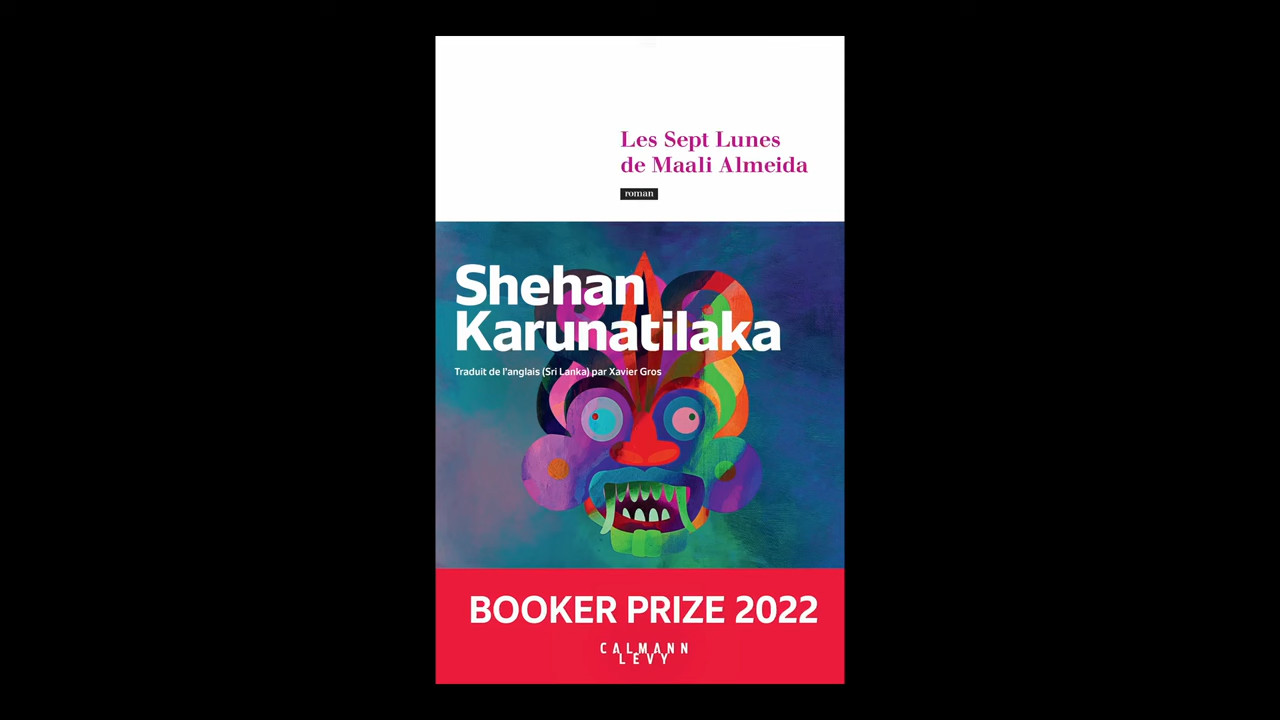 Les Sept Lunes
de Maali Almeida
roman
Shehan
Karunatilaka
Traduit de l'anglais (Sri Lanka) par Xavier Gros
BOOKER PRIZE 2022
CALMANN
LÉVY